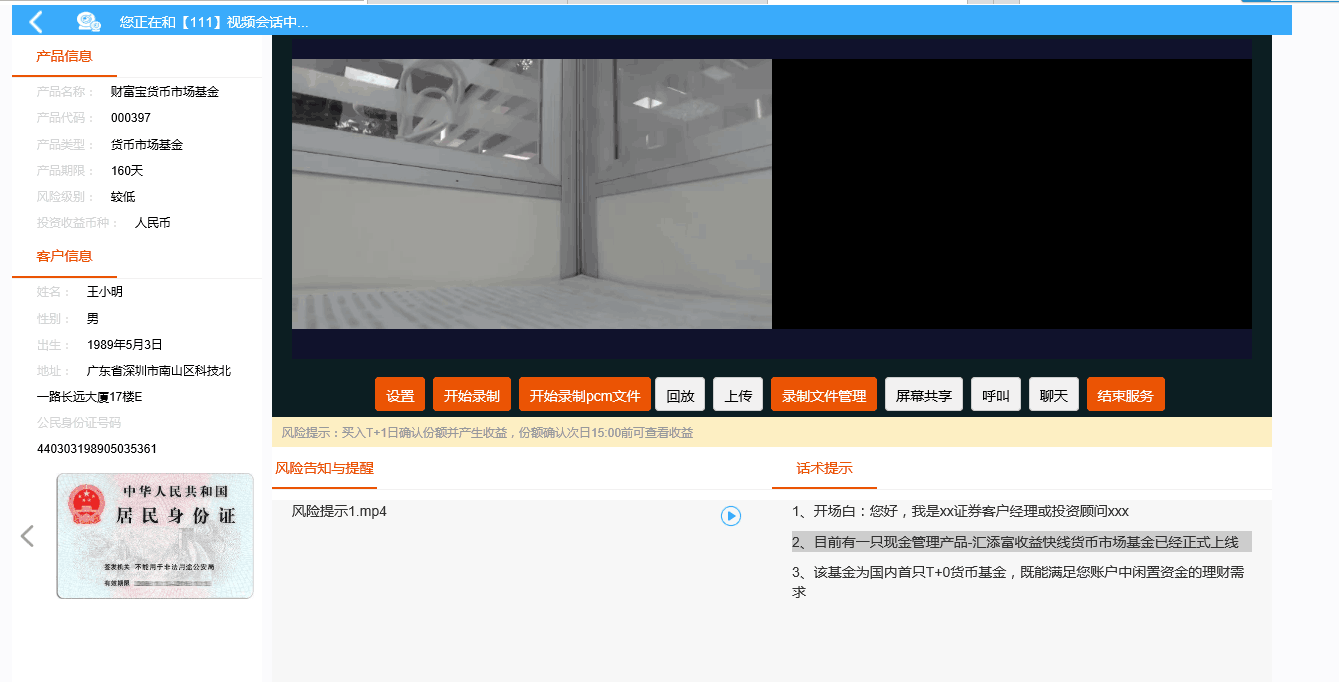 您正在和【111】视频会话中...
产品信息
产品名称： 财富宝货币市场基金
产品代码： 000397
产品类型： 货币市场基金
产品期限： 160天
风险级别： 较低
投资收益币种： 人民币
客户信息
姓名： 王小明
性别： 男
出生： 1989年5月3日
地址： 广东省深圳市南山区科技北
一路长远大厦17楼E
公民身份证号码
440303198905035361
中华人民共和国
居民身份证
签发机关 不能用于非法用途公安局
有效期限
设置 开始录制 开始录制pcm文件 回放 上传 录制文件管理 屏幕共享 呼叫 聊天 结束服务
风险提示：买入T+1日确认份额并产生收益，份额确认次日15:00前可查看收益
风险告知与提醒
风险提示1.mp4
话术提示
1、开场白：您好，我是xx证券客户经理或投资顾问xxx
2、目前有一只现金管理产品-汇添富收益快线货币市场基金已经正式上线
3、该基金为国内首只T+0货币基金，既能满足您账户中闲置资金的理财需
求